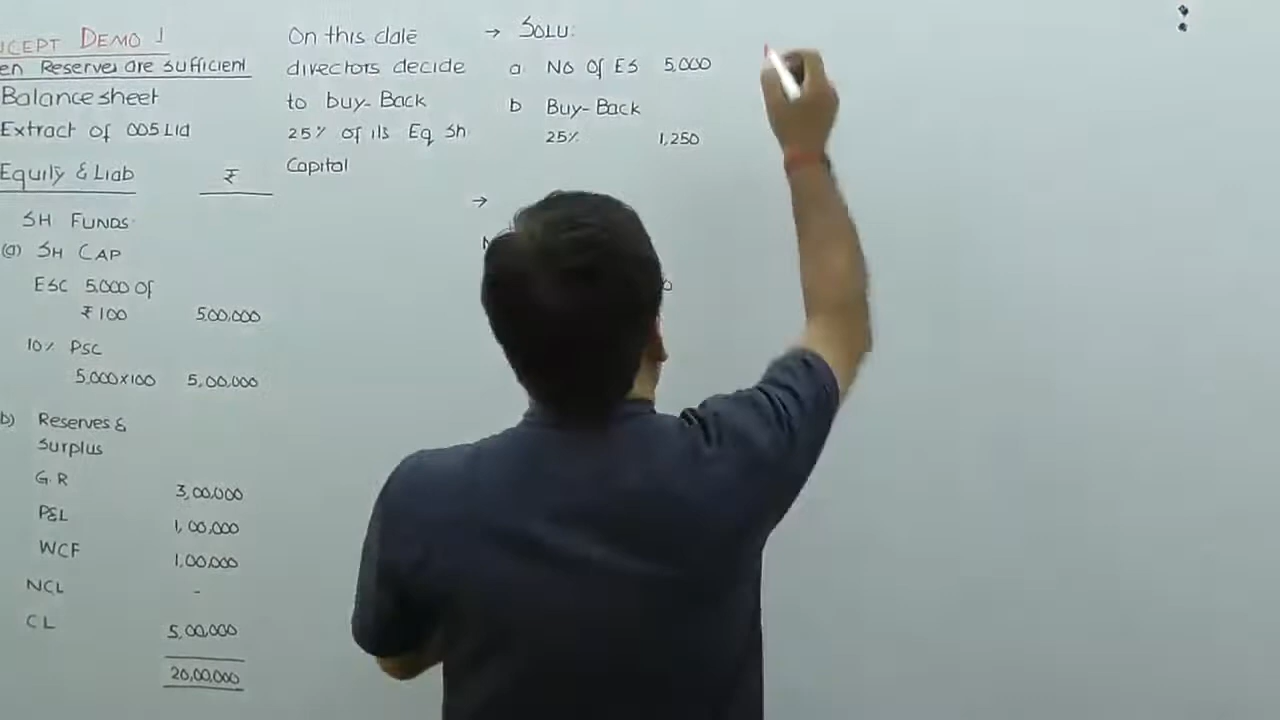 CEPT DEMO 1
en Reserves are sufficient
Balance sheet
Extract of OOS Ltd
Equity & Liab ₹
SH FUNDS
(a) SH CAP
ESC 5,000 of
₹ 100 5,00,000
10% PSC
5,000 x 100 5,00,000
b) Reserves &
Surplus
G.R 3,00,000
P&L 1,00,000
WCF 1,00,000
NCL -
CL 5,00,000
20,00,000
On this date
directors decide
to buy-Back
25% of its Eq Sh
Capital
→ SOLU:
a No Of ES 5,000
b Buy-Back
25% 1,250
→